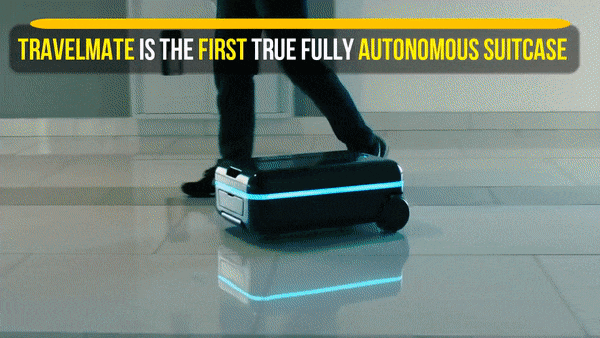 TRAVELMATE IS THE FIRST TRUE FULLY AUTONOMOUS SUITCASE